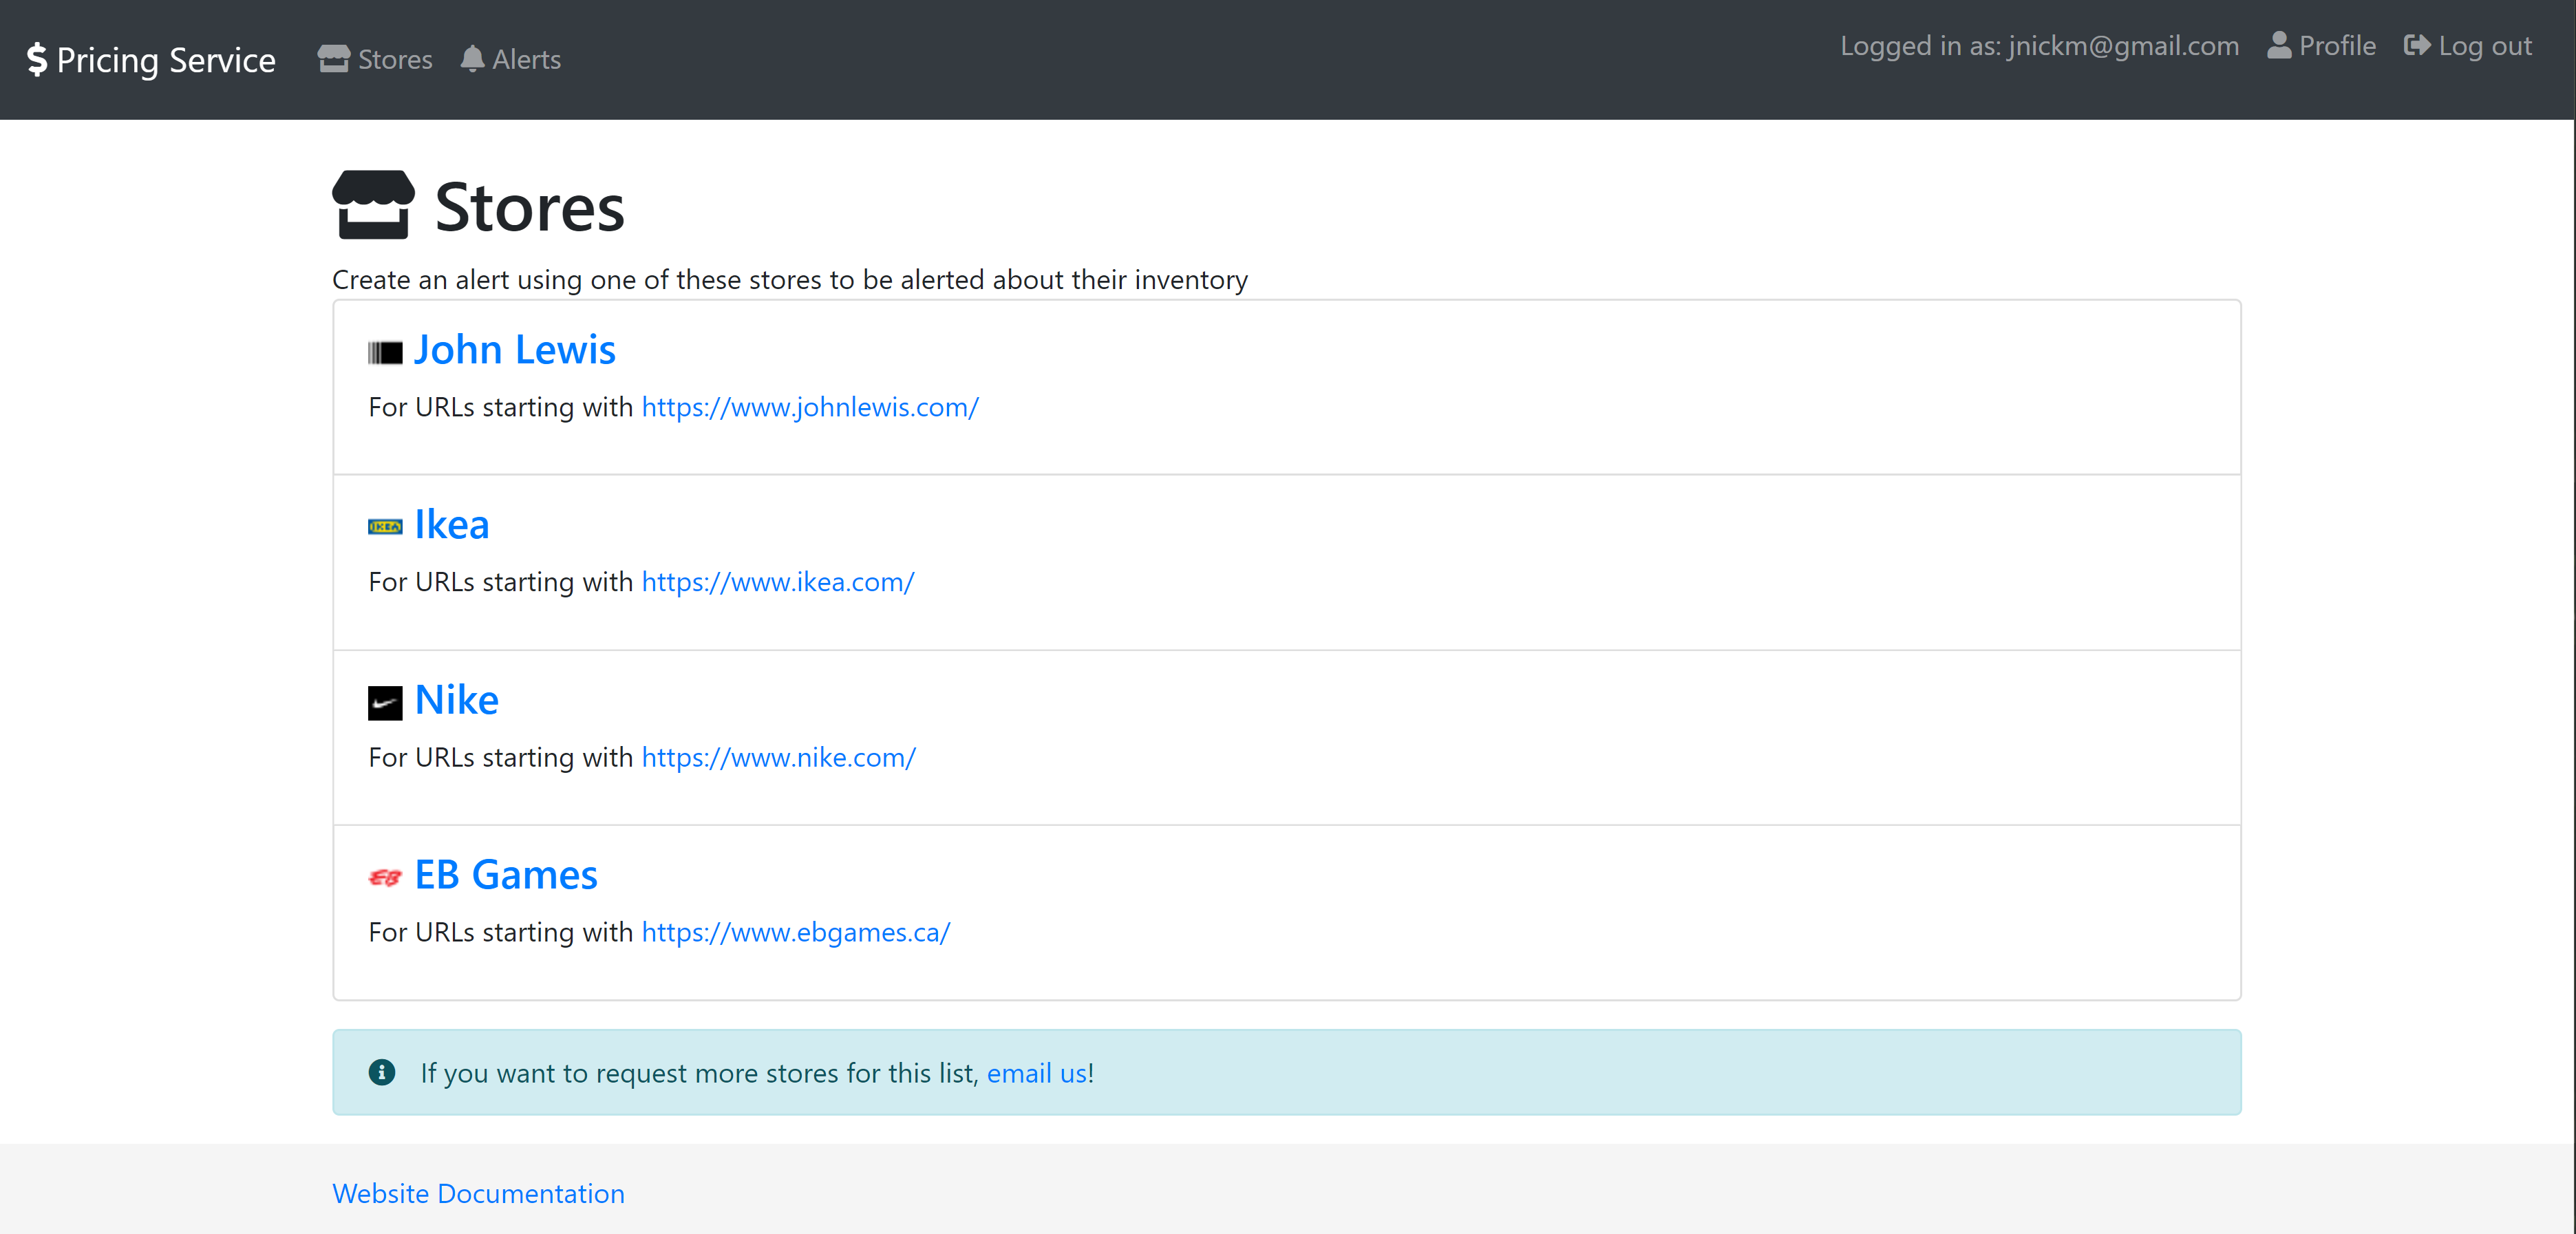 Pricing Service Stores Alerts Logged in as: jnickm@gmail.com Profile Log out
Stores
Create an alert using one of these stores to be alerted about their inventory
John Lewis
For URLs starting with https://www.johnlewis.com/
IKEA Ikea
For URLs starting with https://www.ikea.com/
Nike
For URLs starting with https://www.nike.com/
EB EB Games
For URLs starting with https://www.ebgames.ca/
If you want to request more stores for this list, email us!
Website Documentation